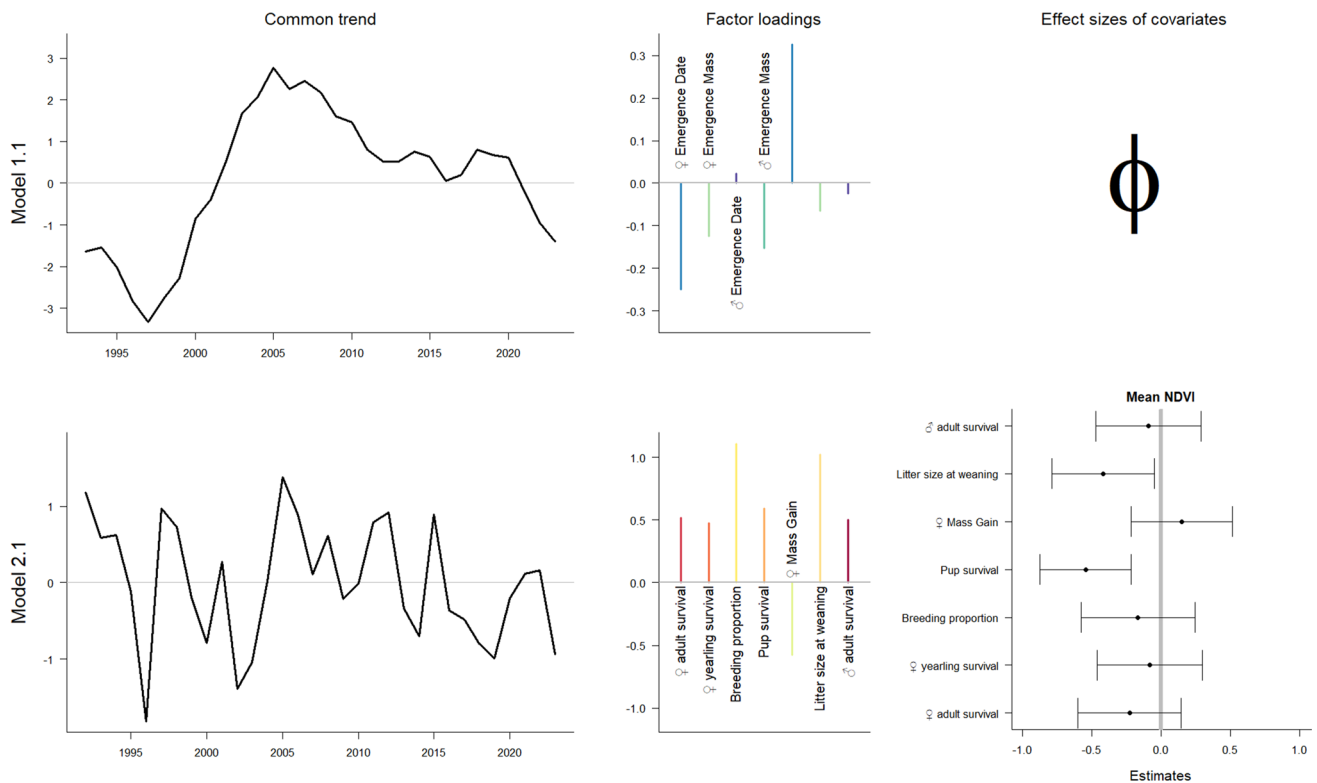 Common trend
Factor loadings
Effect sizes of covariates
Model 1.1
3
2
1
0
-1
-2
-3
1995
2000
2005
2010
2015
2020
0.3
0.2
0.1
0.0
-0.1
-0.2
-0.3
♀ Emergence Date
♀ Emergence Mass
♂ Emergence Date
♂ Emergence Mass
ϕ
Model 2.1
1
0
-1
1995
2000
2005
2010
2015
2020
1.0
0.5
0.0
-0.5
-1.0
♀ adult survival
♀ yearling survival
Breeding proportion
Pup survival
♀ Mass Gain
Litter size at weaning
♂ adult survival
Mean NDVI
♂ adult survival
Litter size at weaning
♀ Mass Gain
Pup survival
Breeding proportion
♀ yearling survival
♀ adult survival
-1.0
-0.5
0.0
0.5
1.0
Estimates